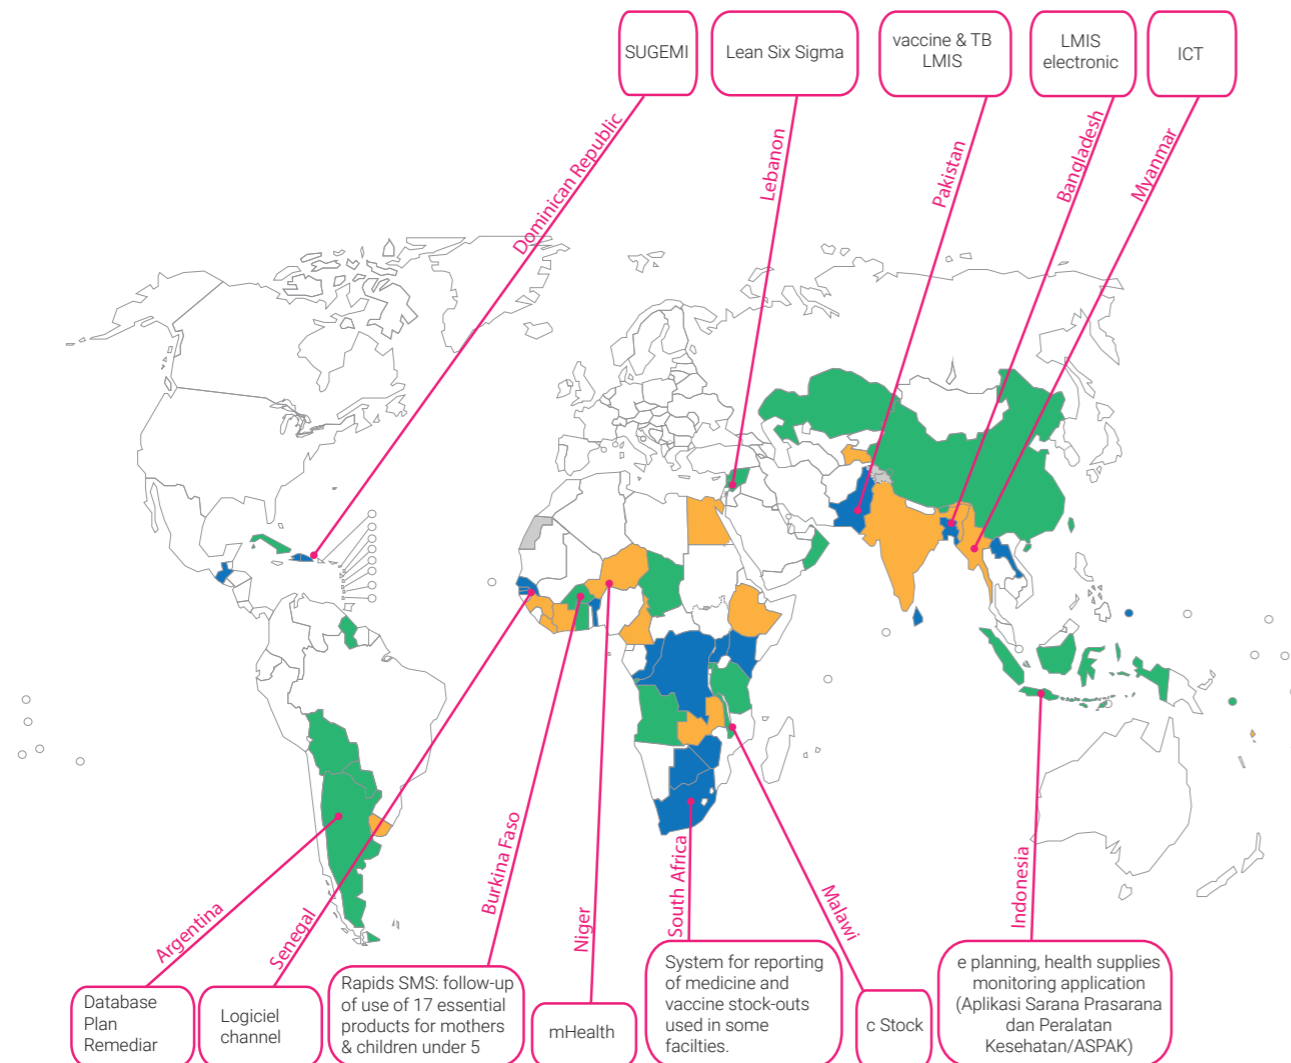 SUGEMI
Lean Six Sigma
vaccine & TB
LMIS
LMIS
electronic
ICT
Dominican Republic
Lebanon
Pakistan
Bangladesh
Myanmar
Argentina
Senegal
Burkina Faso
Niger
South Africa
Malawi
Indonesia
Database
Plan
Remediar
Logiciel
channel
Rapids SMS: follow-up
of use of 17 essential
products for mothers
& children under 5
mHealth
System for reporting
of medicine and
vaccine stock-outs
used in some
facilties.
c Stock
e planning, health supplies
monitoring application
(Aplikasi Sarana Prasarana
dan Peralatan
Kesehatan/ASPAK)